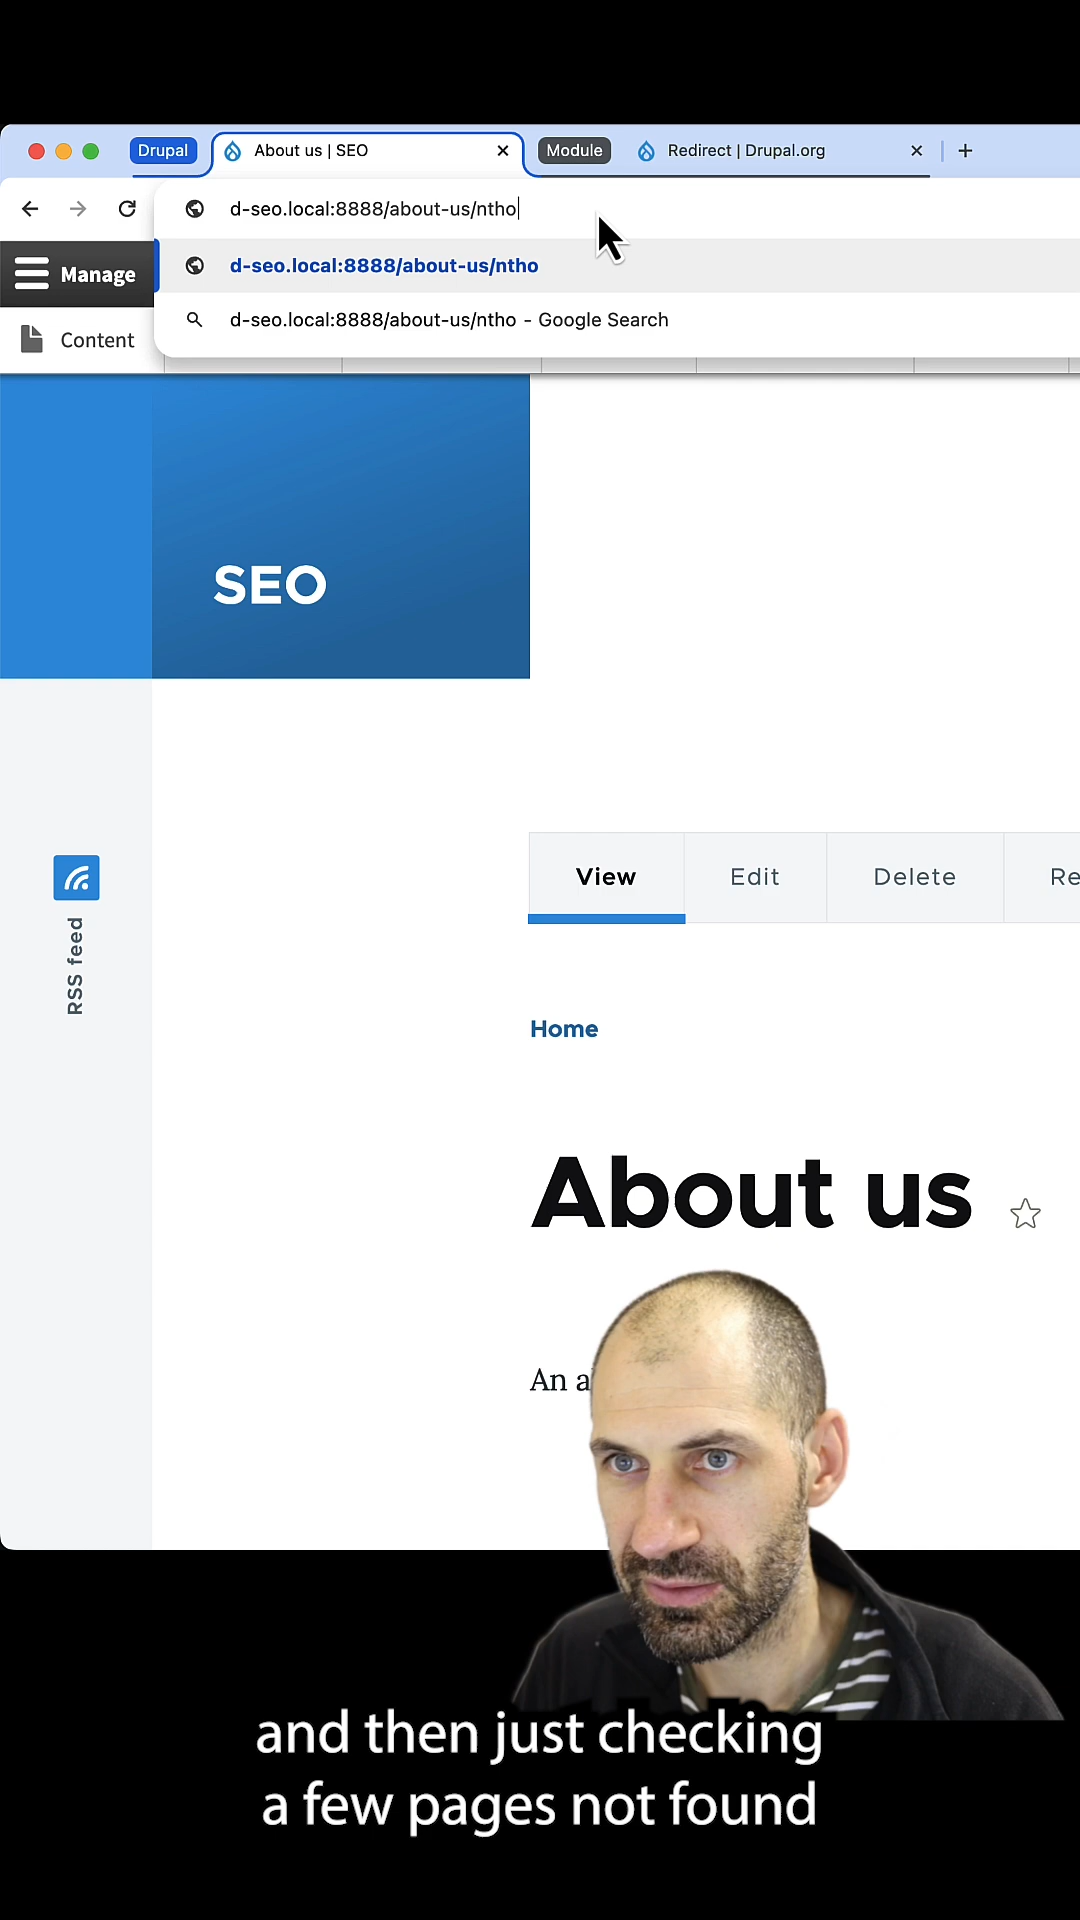 Drupal
About us | SEO
Module
Redirect | Drupal.org
d-seo.local:8888/about-us/ntho
Manage
d-seo.local:8888/about-us/ntho
d-seo.local:8888/about-us/ntho - Google Search
Content
SEO
View
Edit
Delete
Re
RSS feed
Home
About us
An a
and then just checking
a few pages not found